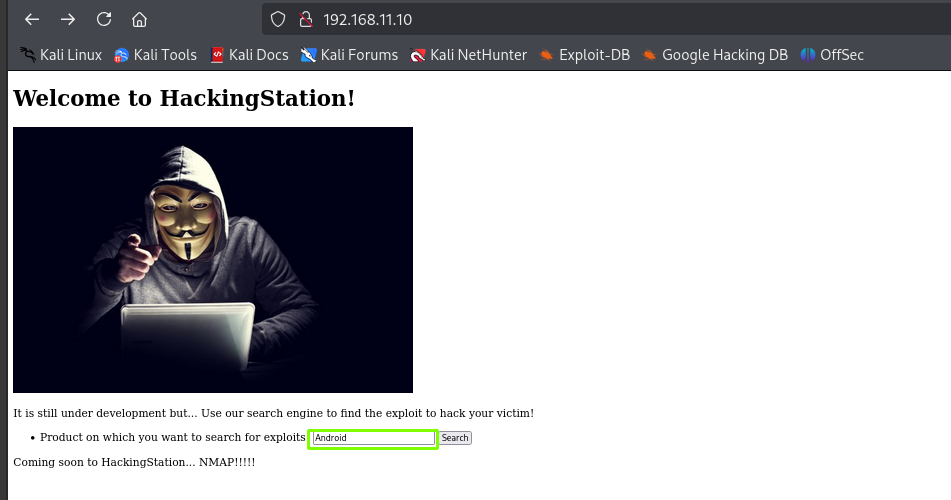 192.168.11.10
Kali Linux Kali Tools Kali Docs Kali Forums Kali NetHunter Exploit-DB Google Hacking DB OffSec
Welcome to HackingStation!
It is still under development but... Use our search engine to find the exploit to hack your victim!
• Product on which you want to search for exploits Android Search
Coming soon to HackingStation... NMAP!!!!!